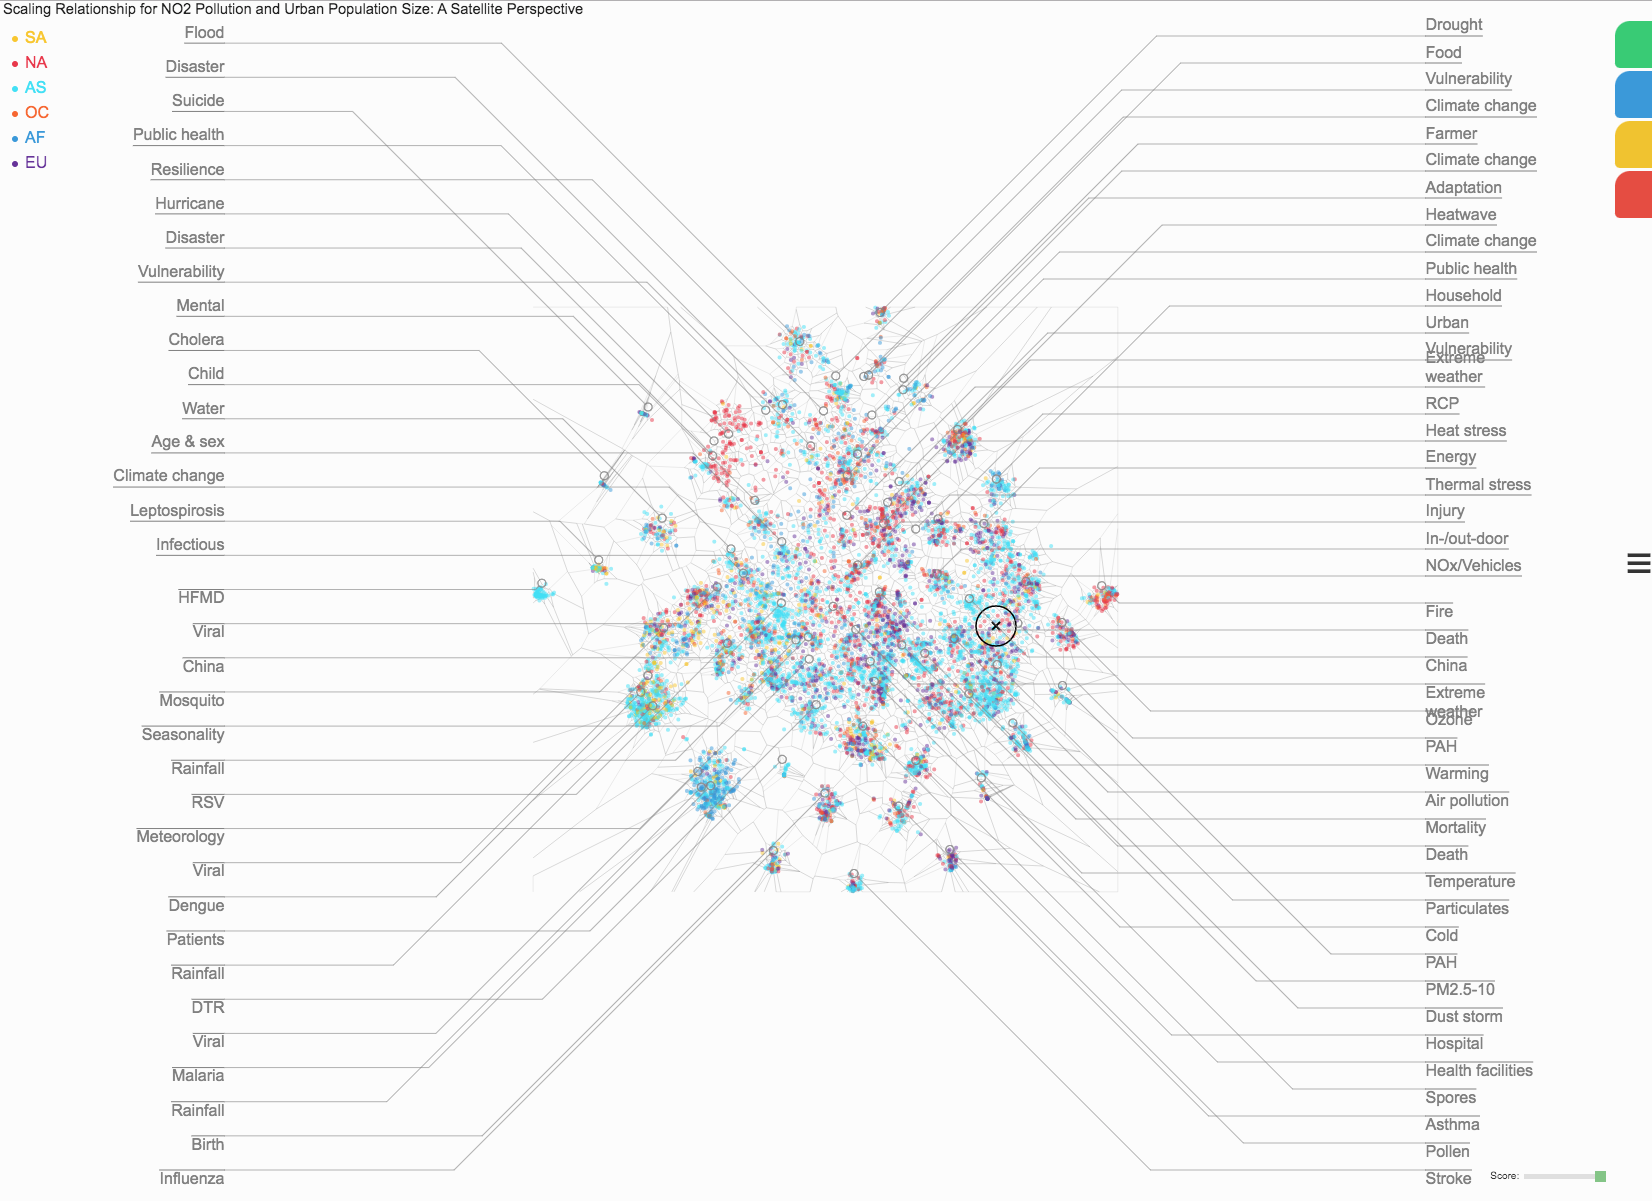 Scaling Relationship for NO2 Pollution and Urban Population Size: A Satellite Perspective
SA
NA
AS
OC
AF
EU
Flood
Disaster
Suicide
Public health
Resilience
Hurricane
Disaster
Vulnerability
Mental
Cholera
Child
Water
Age & sex
Climate change
Leptospirosis
Infectious
HFMD
Viral
China
Mosquito
Seasonality
Rainfall
RSV
Meteorology
Viral
Dengue
Patients
Rainfall
DTR
Viral
Malaria
Rainfall
Birth
Influenza
Drought
Food
Vulnerability
Climate change
Farmer
Climate change
Adaptation
Heatwave
Climate change
Public health
Household
Urban
Vulnerability
Extreme
weather
RCP
Heat stress
Energy
Thermal stress
Injury
In-/out-door
NOx/Vehicles
Fire
Death
China
Extreme
weather
Ozone
PAH
Warming
Air pollution
Mortality
Death
Temperature
Particulates
Cold
PAH
PM2.5-10
Dust storm
Hospital
Health facilities
Spores
Asthma
Pollen
Stroke
Score: